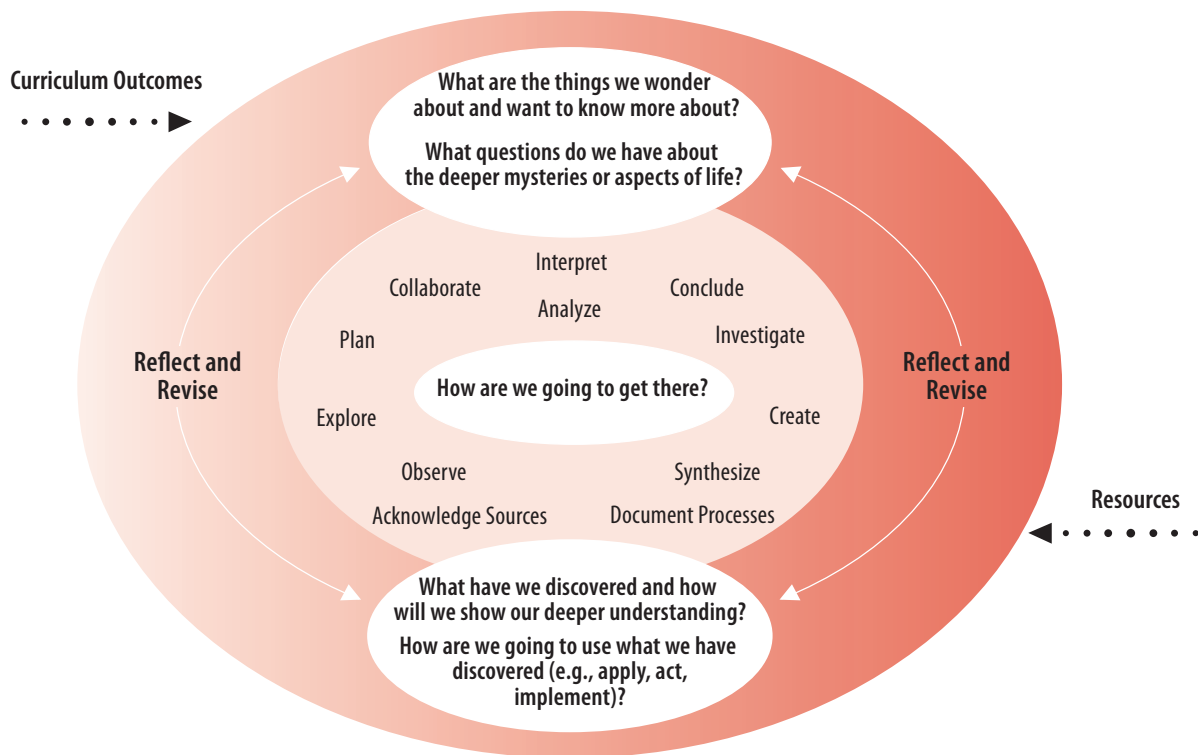 Curriculum Outcomes
What are the things we wonder
about and want to know more about?
What questions do we have about
the deeper mysteries or aspects of life?
Interpret
Collaborate
Conclude
Analyze
Plan
Investigate
Reflect and
Revise
How are we going to get there?
Reflect and
Revise
Explore
Create
Observe
Synthesize
Acknowledge Sources
Document Processes
Resources
What have we discovered and how
will we show our deeper understanding?
How are we going to use what we have
discovered (e.g., apply, act,
implement)?